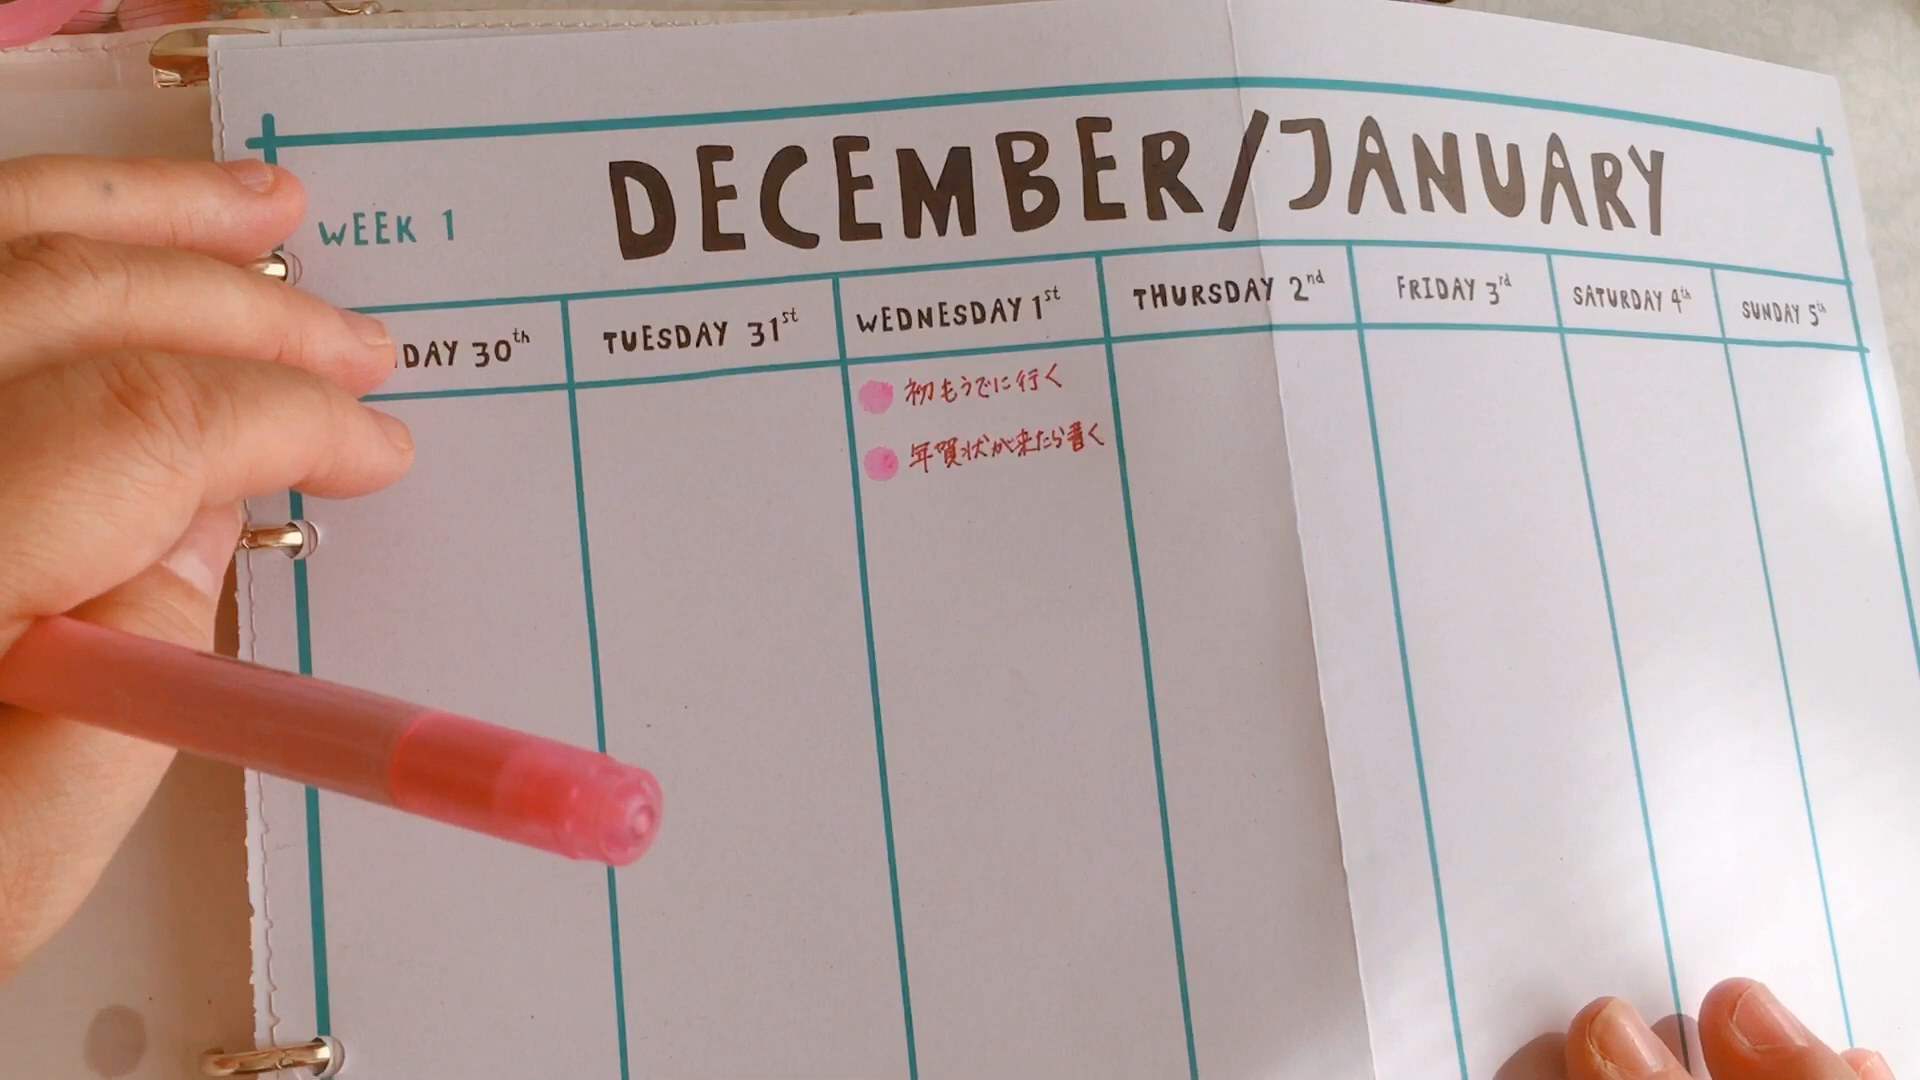 DECEMBER/JANUARY
WEEK 1
DAY 30th
TUESDAY 31st
WEDNESDAY 1st
THURSDAY 2nd
FRIDAY 3rd
SATURDAY 4th
SUNDAY 5th
初もうでに行く
年賀状が来たら書く